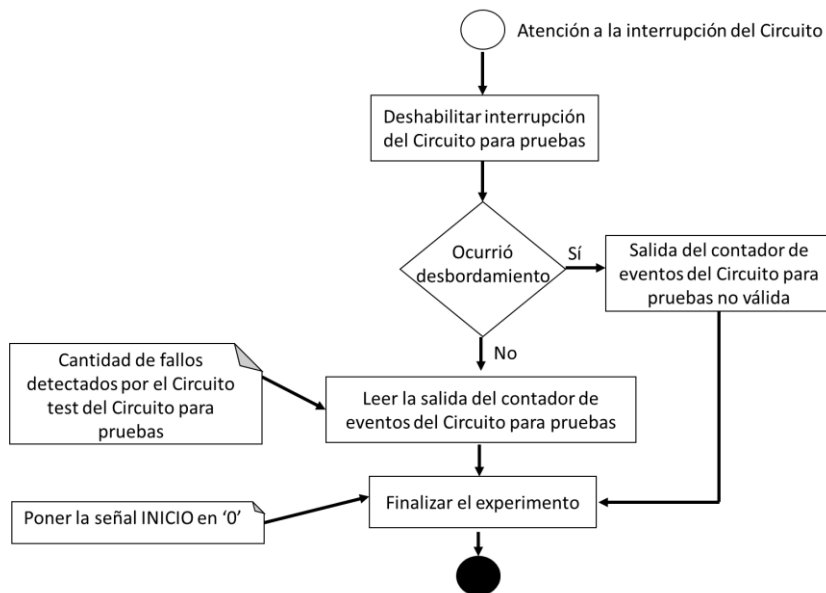 Atención a la interrupción del Circuito
Deshabilitar interrupción
del Circuito para pruebas
Ocurrió
desbordamiento
Sí
Salida del contador de
eventos del Circuito para
pruebas no válida
No
Cantidad de fallos
detectados por el Circuito
test del Circuito para
pruebas
Leer la salida del contador de
eventos del Circuito para pruebas
Poner la señal INICIO en ‘0’
Finalizar el experimento